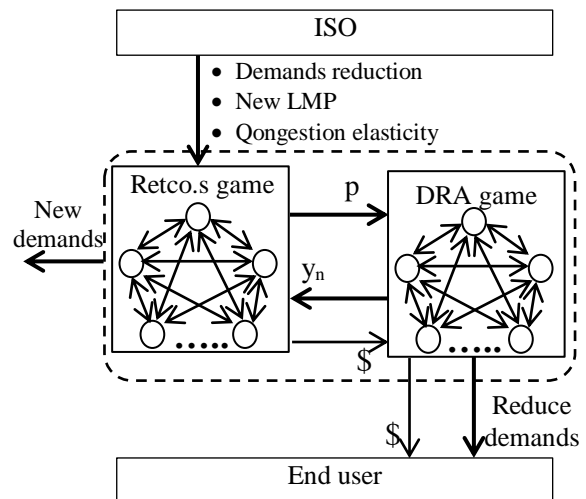 ISO
• Demands reduction
• New LMP
• Qongestion elasticity
Retco.s game
p
DRA game
New
demands
yn
$
$
Reduce
demands
End user